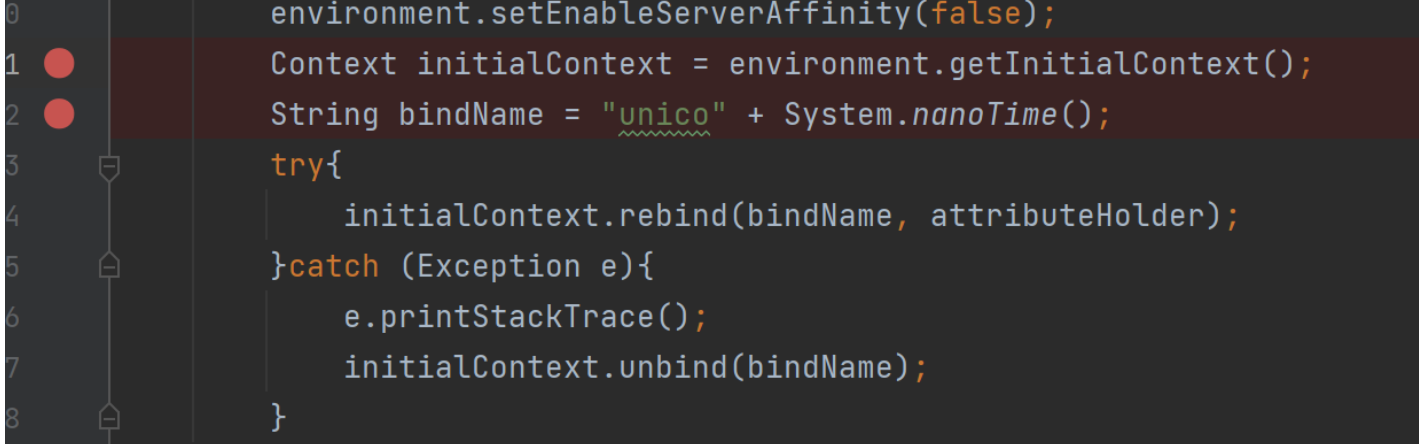 0 environment.setEnableServerAffinity(false);
1 Context initialContext = environment.getInitialContext();
2 String bindName = "unico" + System.nanoTime();
3 try{
4 initialContext.rebind(bindName, attributeHolder);
5 }catch (Exception e){
6 e.printStackTrace();
7 initialContext.unbind(bindName);
8 }